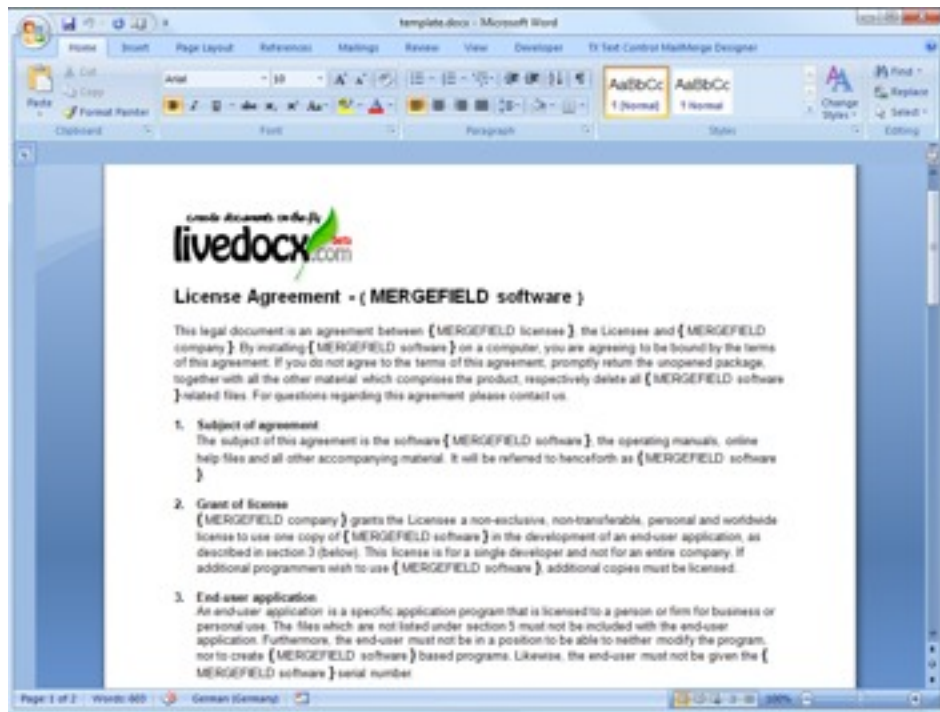 template.docx - Microsoft Word
Home Insert Page Layout References Mailings Review View Developer TX Text Control MailMerge Designer
Cut
Copy
Format Painter
Paste
Arial 10
AaBbCc AaBbCc
1 Normal 1 Normal
Change Styles
Find
Replace
Select
Clipboard Font Paragraph Styles Editing
create documents on the fly
livedocx.com
beta
License Agreement - { MERGEFIELD software }
This legal document is an agreement between { MERGEFIELD licensee }, the Licensee and { MERGEFIELD
company }. By installing { MERGEFIELD software } on a computer, you are agreeing to be bound by the terms
of this agreement. If you do not agree to the terms of this agreement, promptly return the unopened package,
together with all the other material which comprises the product, respectively delete all { MERGEFIELD software
} related files. For questions regarding this agreement please contact us.
1. Subject of agreement
The subject of this agreement is the software { MERGEFIELD software }, the operating manuals, online
help files and all other accompanying material. It will be referred to henceforth as { MERGEFIELD software
}.
2. Grant of license
{ MERGEFIELD company } grants the Licensee a non-exclusive, non-transferable, personal and worldwide
license to use one copy of { MERGEFIELD software } in the development of an end-user application, as
described in section 3 (below). This license is for a single developer and not for an entire company. If
additional programmers wish to use { MERGEFIELD software }, additional copies must be licensed.
3. End-user application
An end-user application is a specific application program that is licensed to a person or firm for business or
personal use. The files which are not listed under section 5 must not be included with the end-user
application. Furthermore, the end-user must not be in a position to be able to neither modify the program,
nor to create { MERGEFIELD software } based programs. Likewise, the end-user must not be given the {
MERGEFIELD software } serial number.
Page: 1 of 2 Words: 669 German (Germany) 100%